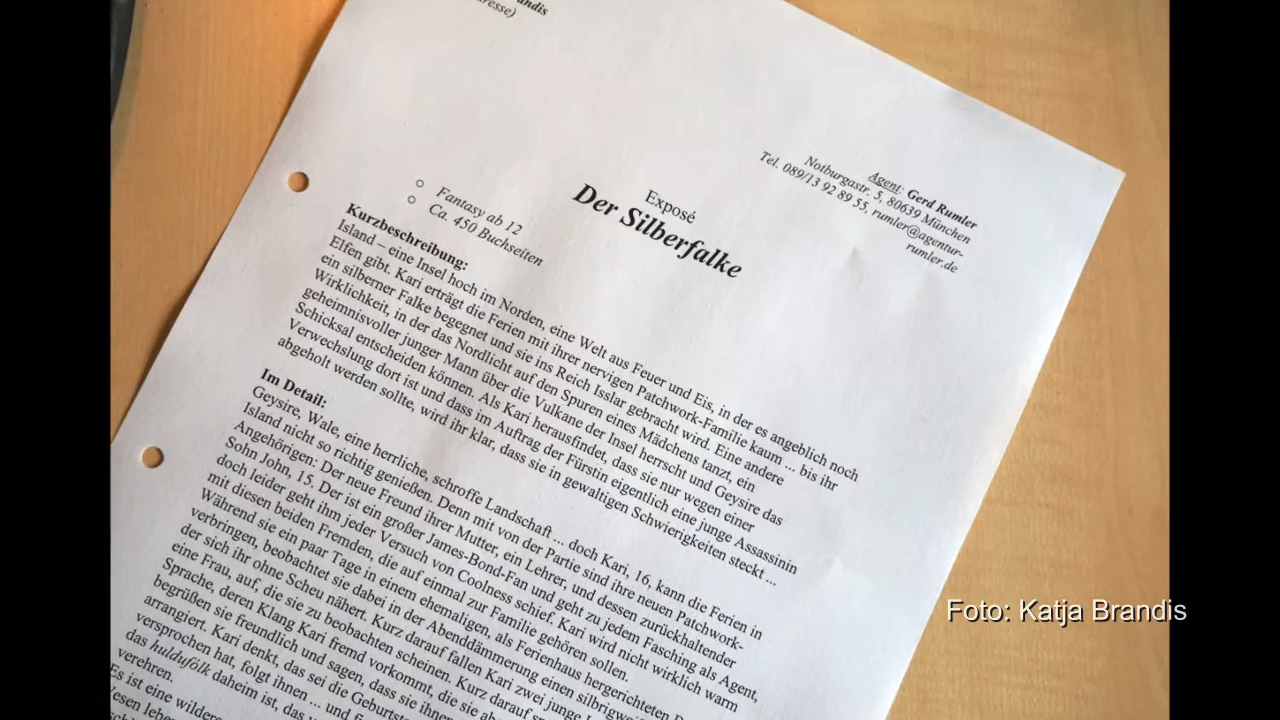 andis
resse)
Agent: Gerd Rumler
Notburgastr. 5, 80639 München
Tel. 089/13 92 89 55, rumler@agentur-
rumler.de
Exposé
Der Silberfalke
○ Fantasy ab 12
○ Ca. 450 Buchseiten
Kurzbeschreibung:
Island – eine Insel hoch im Norden, eine Welt aus Feuer und Eis, in der es angeblich noch
Elfen gibt. Kari erträgt die Ferien mit ihrer nervigen Patchwork-Familie kaum ... bis ihr
ein silberner Falke begegnet und sie ins Reich Isslar gebracht wird. Eine andere
Wirklichkeit, in der das Nordlicht auf den Spuren eines Mädchens tanzt, ein
geheimnisvoller junger Mann über die Vulkane der Insel herrscht und Geysire das
Schicksal entscheiden können. Als Kari herausfindet, dass sie nur wegen einer
Verwechslung dort ist und dass im Auftrag der Fürstin eigentlich eine junge Assassinin
abgeholt werden sollte, wird ihr klar, dass sie in gewaltigen Schwierigkeiten steckt ...
Im Detail:
Geysire, Wale, eine herrliche, schroffe Landschaft ... doch Kari, 16, kann die Ferien in
Island nicht so richtig genießen. Denn mit von der Partie sind ihre neuen Patchwork-
Angehörigen: Der neue Freund ihrer Mutter, ein Lehrer, und dessen zurückhaltender
Sohn John, 15. Der ist ein großer James-Bond-Fan und geht zu jedem Fasching als Agent,
doch leider geht ihm jeder Versuch von Coolness schief. Kari wird nicht wirklich warm
mit diesen beiden Fremden, die auf einmal zur Familie gehören sollen.
Während sie ein paar Tage in einem ehemaligen, als Ferienhaus hergerichteten
verbringen, beobachtet sie dabei in der Abenddämmerung einen
der sich ihr ohne Scheu nähert. Kurz darauf fallen Kari zwei junge
eine Frau, auf, die sie zu beobachten scheinen. Kurz darauf
Sprache, deren Klang Kari fremd vorkommt, die sie
begrüßen sie freundlich und sagen, dass sie ihnen
arrangiert. Kari denkt, das sei die
versprochen hat, folgt ihnen ... und
das huldufólk daheim ist, das
verehren.
Es ist eine wildere
Foto: Katja Brandis